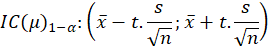 IC(μ)₁₋α: (x̄ − t. s/√n ; x̄ + t. s/√n)